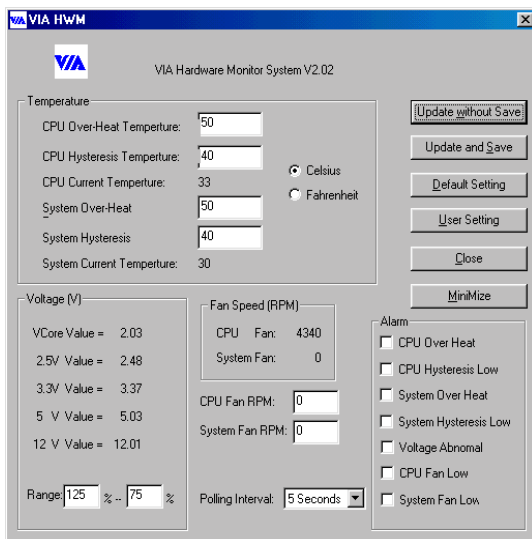 VIA HWM
VIA
VIA Hardware Monitor System V2.02
Temperature
CPU Over-Heat Temperture: 50
CPU Hysteresis Temperture: 40
CPU Current Temperture: 33
System Over-Heat 50
System Hysteresis 40
System Current Temperture: 30
Celsius
Fahrenheit
Update without Save
Update and Save
Default Setting
User Setting
Close
MiniMize
Voltage (V)
VCore Value = 2.03
2.5V Value = 2.48
3.3V Value = 3.37
5 V Value = 5.03
12 V Value = 12.01
Range: 125 % -- 75 %
Fan Speed (RPM)
CPU Fan: 4340
System Fan: 0
CPU Fan RPM: 0
System Fan RPM: 0
Polling Interval: 5 Seconds
Alarm
CPU Over Heat
CPU Hysteresis Low
System Over Heat
System Hysteresis Low
Voltage Abnomal
CPU Fan Low
System Fan Low